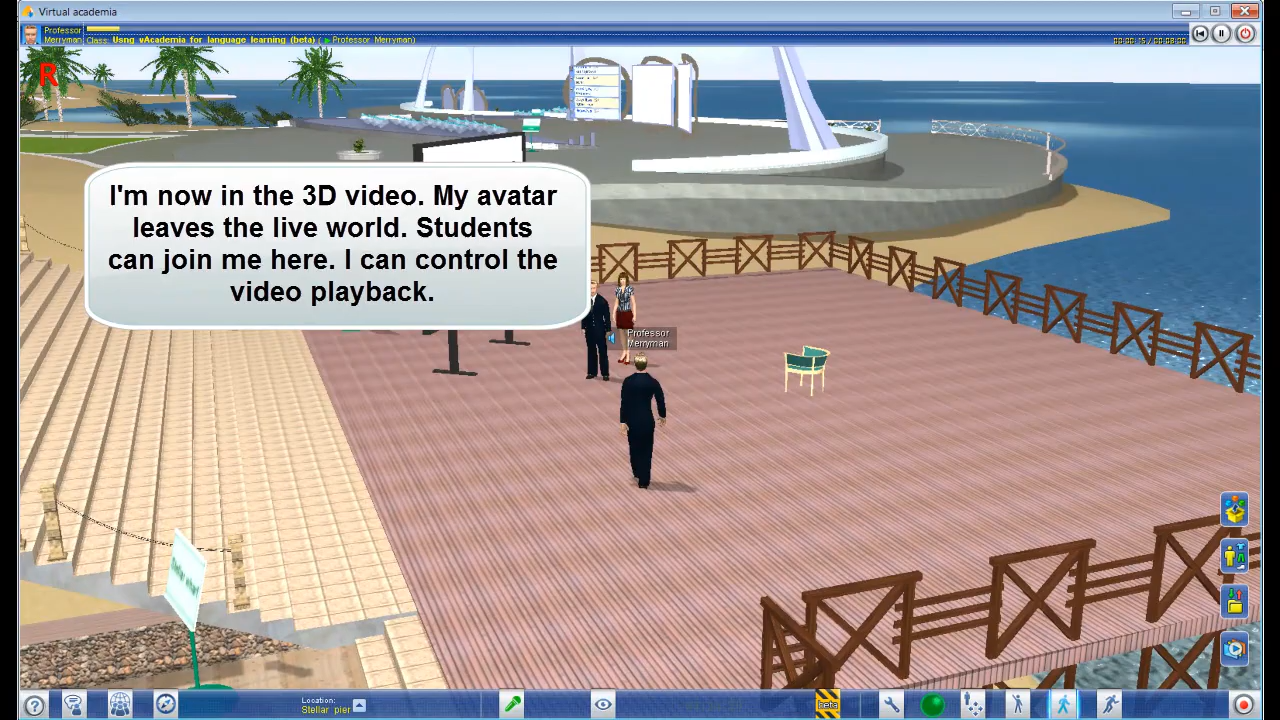 Virtual academia
Professor
Merryman
Class: Usng vAcademia for language learning (beta) ( ▶ Professor Merryman)
R
I'm now in the 3D video. My avatar
leaves the live world. Students
can join me here. I can control the
video playback.
Professor
Merryman
Location:
Stellar pier
beta